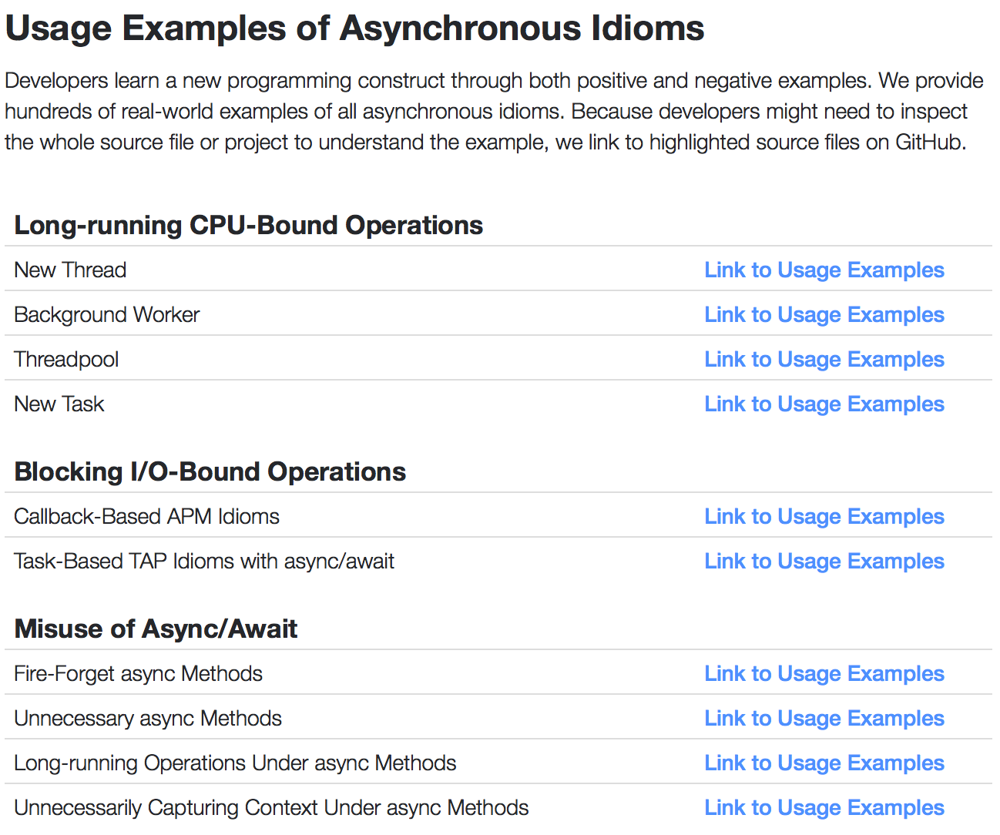 Usage Examples of Asynchronous Idioms
Developers learn a new programming construct through both positive and negative examples. We provide
hundreds of real-world examples of all asynchronous idioms. Because developers might need to inspect
the whole source file or project to understand the example, we link to highlighted source files on GitHub.
Long-running CPU-Bound Operations
New Thread Link to Usage Examples
Background Worker Link to Usage Examples
Threadpool Link to Usage Examples
New Task Link to Usage Examples
Blocking I/O-Bound Operations
Callback-Based APM Idioms Link to Usage Examples
Task-Based TAP Idioms with async/await Link to Usage Examples
Misuse of Async/Await
Fire-Forget async Methods Link to Usage Examples
Unnecessary async Methods Link to Usage Examples
Long-running Operations Under async Methods Link to Usage Examples
Unnecessarily Capturing Context Under async Methods Link to Usage Examples